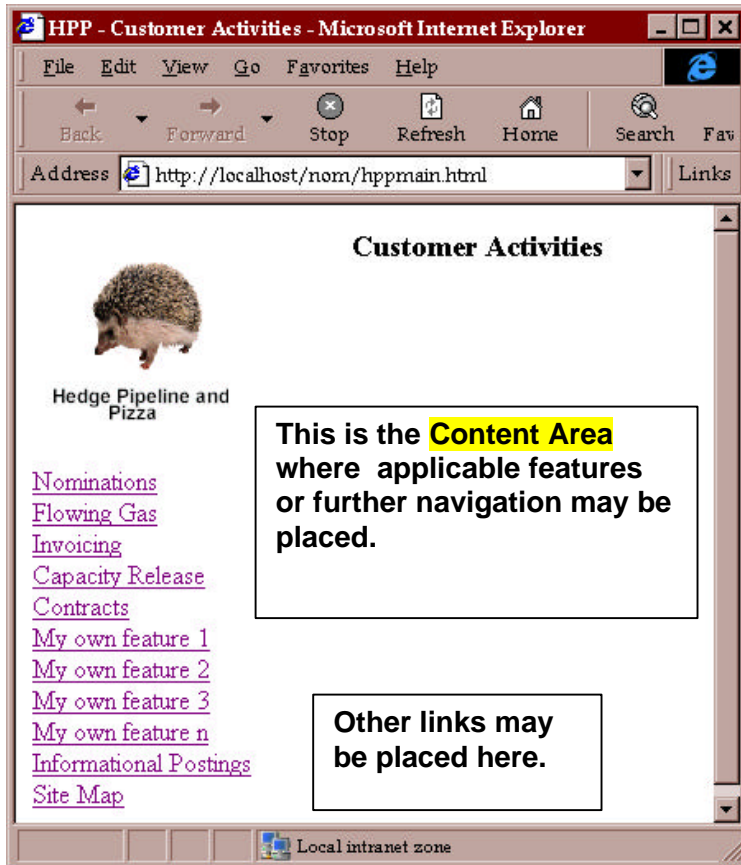 HPP - Customer Activities - Microsoft Internet Explorer
File Edit View Go Favorites Help
Back Forward Stop Refresh Home Search Fav
Address http://localhost/nom/hppmain.html Links
Customer Activities
Hedge Pipeline and
Pizza
This is the Content Area
where applicable features
or further navigation may be
placed.
Nominations
Flowing Gas
Invoicing
Capacity Release
Contracts
My own feature 1
My own feature 2
My own feature 3
My own feature n
Informational Postings
Site Map
Other links may
be placed here.
Local intranet zone